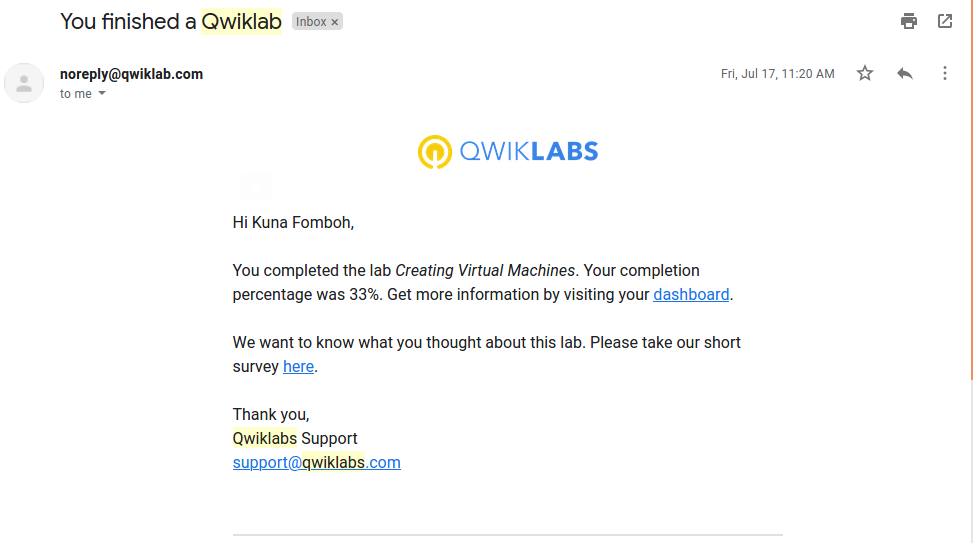 You finished a Qwiklab Inbox ×
noreply@qwiklab.com Fri, Jul 17, 11:20 AM
to me
QWIKLABS
Hi Kuna Fomboh,
You completed the lab Creating Virtual Machines. Your completion
percentage was 33%. Get more information by visiting your dashboard.
We want to know what you thought about this lab. Please take our short
survey here.
Thank you,
Qwiklabs Support
support@qwiklabs.com